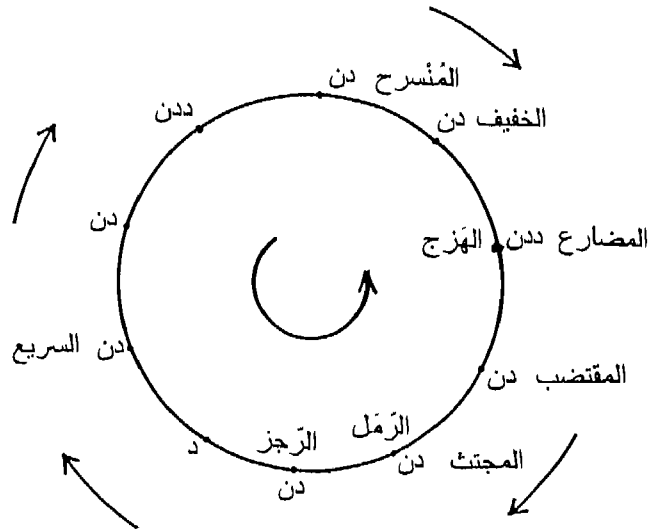 المُنْسرح دن
الخفيف دن
ددن
دن
المضارع ددن
الهَزج
دن السريع
المقتضب دن
الرّمَل
الرّجز
المجتث دن
د
دن